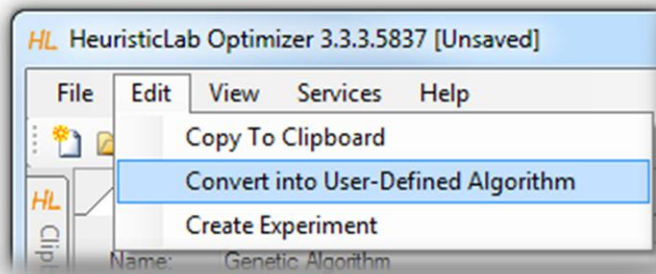 HL HeuristicLab Optimizer 3.3.3.5837 [Unsaved]
File Edit View Services Help
Copy To Clipboard
Convert into User-Defined Algorithm
HL
Create Experiment
Clipb
Name: Genetic Algorithm